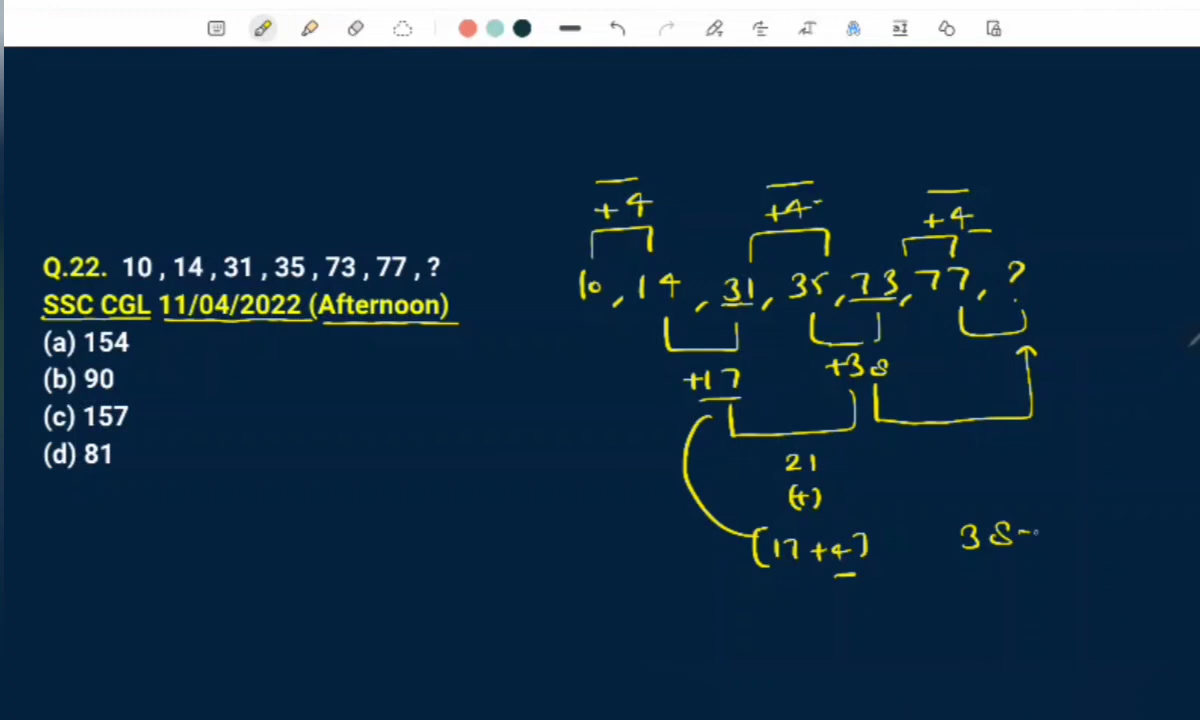 Q.22. 10 , 14 , 31 , 35 , 73 , 77 , ?
SSC CGL 11/04/2022 (Afternoon)
(a) 154
(b) 90
(c) 157
(d) 81
+4 +4 +4
10, 14, 31, 35, 73, 77, ?
+17 +38
21
(+)
(17 +4)
38-